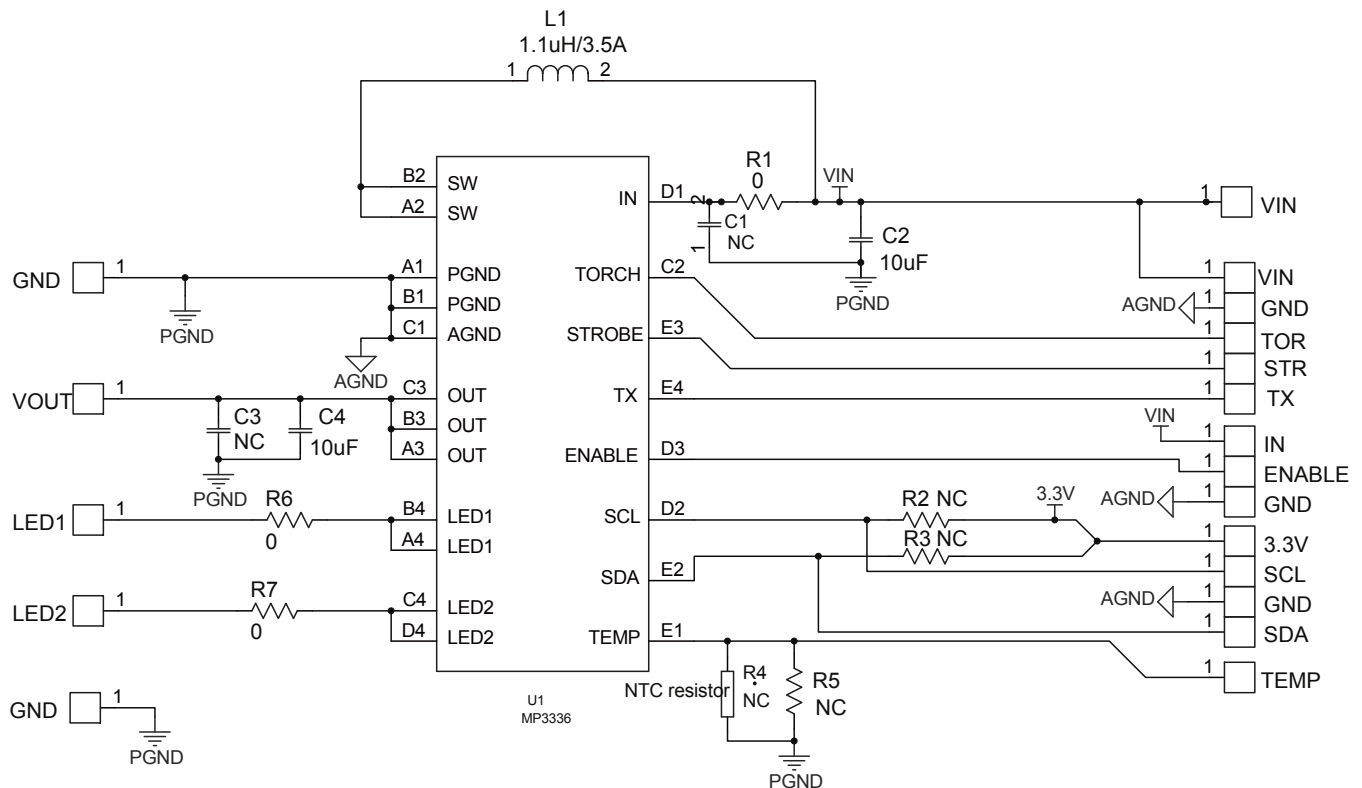 L1
1.1uH/3.5A
1 2
B2 SW
A2 SW
IN D1
2
C1
NC
1
R1
0
VIN
C2
10uF
PGND
1 VIN
GND 1
PGND
A1 PGND
B1 PGND
C1 AGND
AGND
TORCH C2
STROBE E3
TX E4
1 VIN
AGND 1 GND
1 TOR
1 STR
1 TX
VOUT 1
C3
NC
C4
10uF
PGND
C3 OUT
B3 OUT
A3 OUT
ENABLE D3
VIN
1 IN
1 ENABLE
AGND 1 GND
LED1 1
R6
0
B4 LED1
A4 LED1
SCL D2
R2 NC
3.3V
R3 NC
SDA E2
1 3.3V
1 SCL
AGND 1 GND
1 SDA
LED2 1
R7
0
C4 LED2
D4 LED2
TEMP E1
1 TEMP
NTC resistor
R4
NC
R5
NC
PGND
U1
MP3336
GND 1
PGND